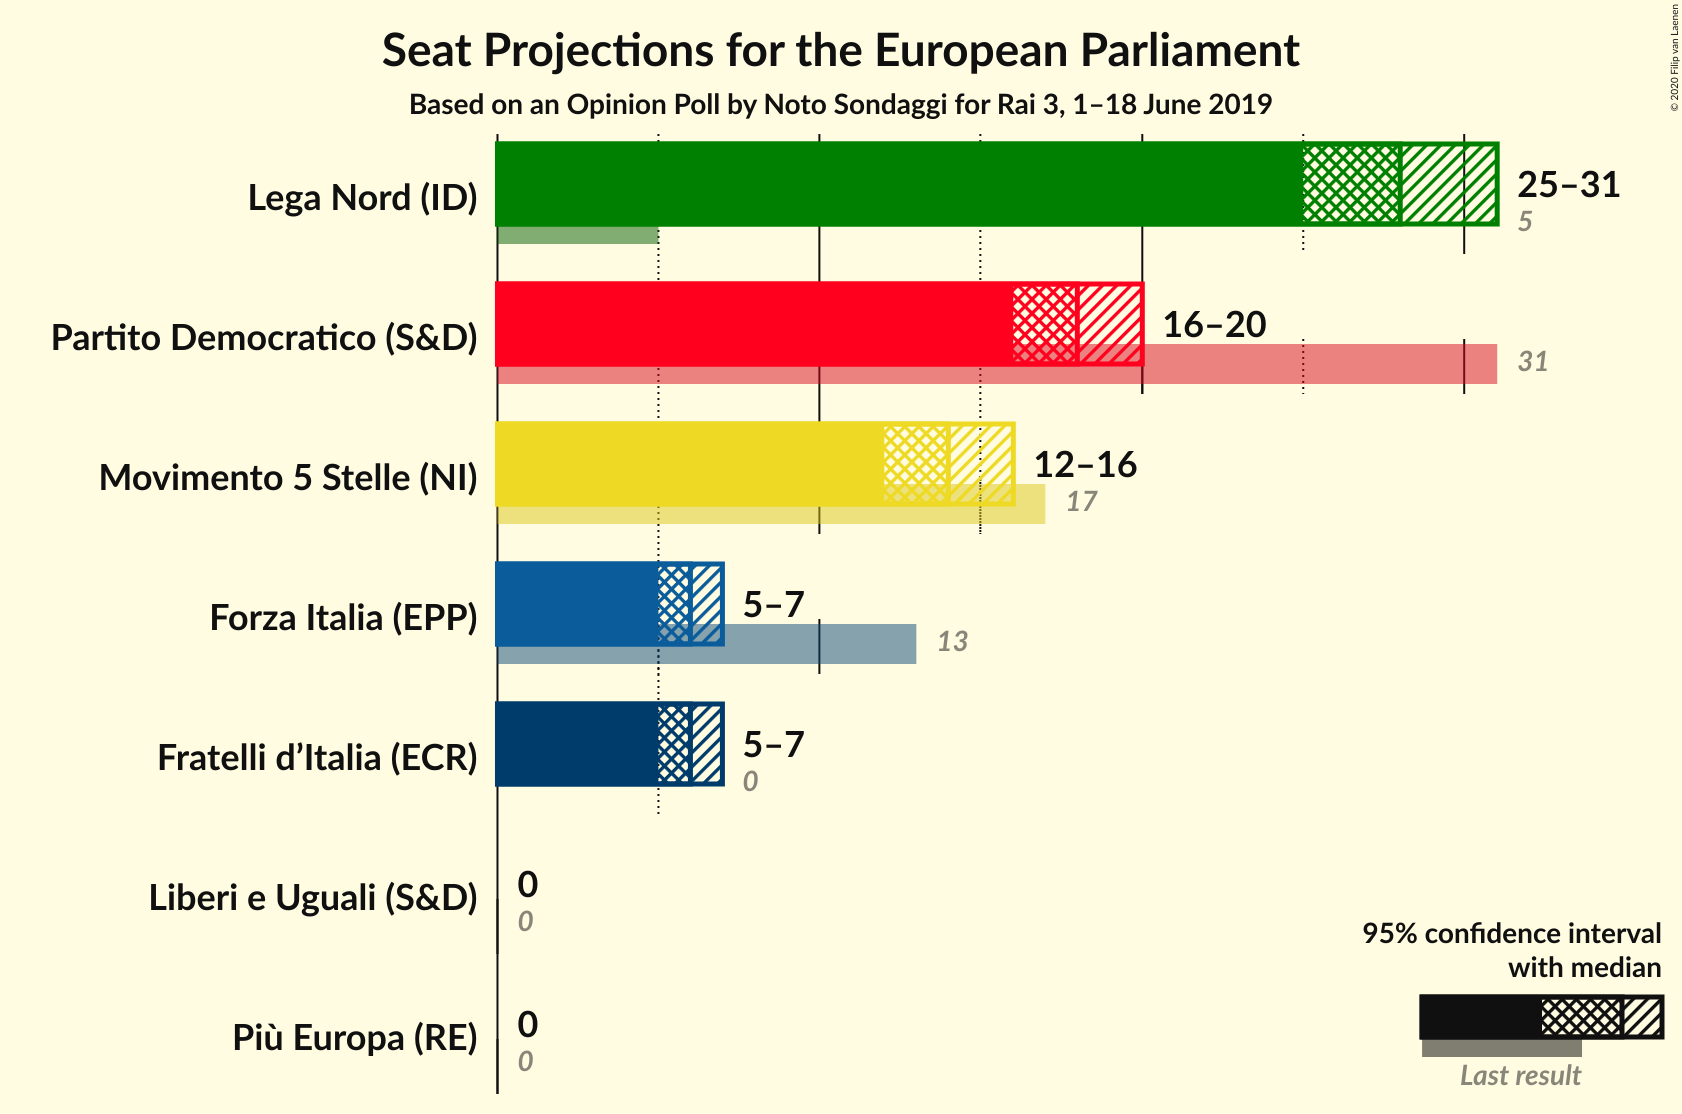 Seat Projections for the European Parliament
Based on an Opinion Poll by Noto Sondaggi for Rai 3, 1–18 June 2019
© 2020 Filip van Laenen
Lega Nord (ID)
25–31
5
Partito Democratico (S&D)
16–20
31
Movimento 5 Stelle (NI)
12–16
17
Forza Italia (EPP)
5–7
13
Fratelli d’Italia (ECR)
5–7
0
Liberi e Uguali (S&D)
0
0
Più Europa (RE)
0
0
95% confidence interval
with median
Last result